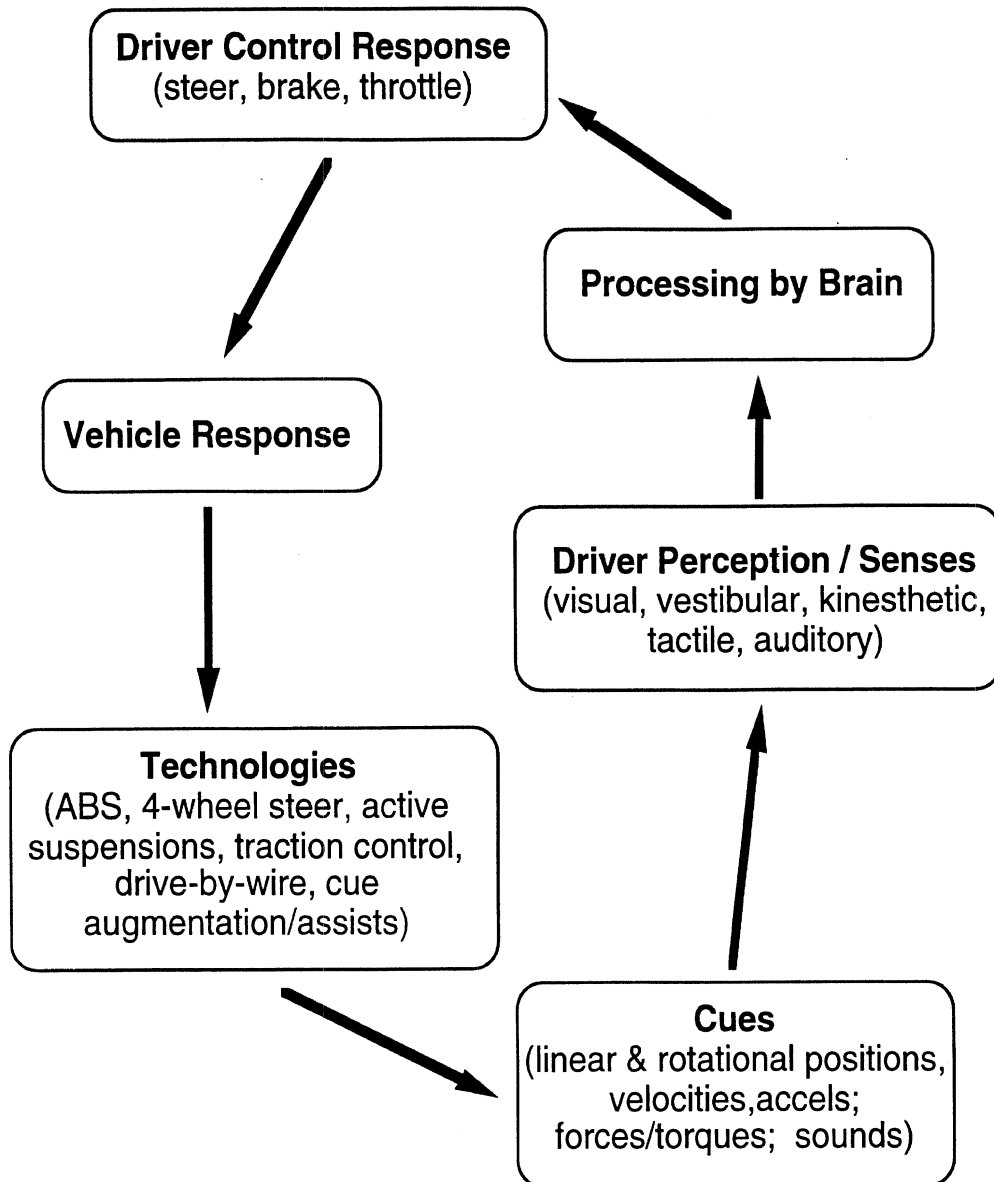 Driver Control Response
(steer, brake, throttle)
Processing by Brain
Vehicle Response
Driver Perception / Senses
(visual, vestibular, kinesthetic,
tactile, auditory)
Technologies
(ABS, 4-wheel steer, active
suspensions, traction control,
drive-by-wire, cue
augmentation/assists)
Cues
(linear & rotational positions,
velocities,accels;
forces/torques; sounds)